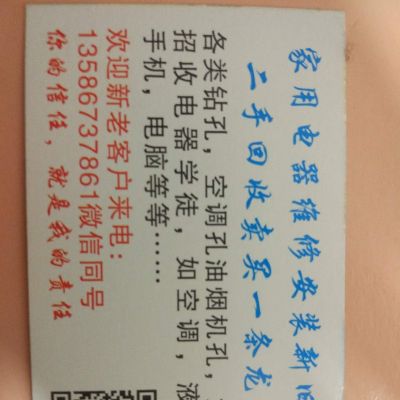 家用电器维修安装新旧
二手回收卖买一条龙
各类钻孔，空调孔油烟机孔，
招收电器学徒，如空调，液
手机，电脑等等……
欢迎新老客户来电：
13586737861微信同号
你的信任，就是我的责任